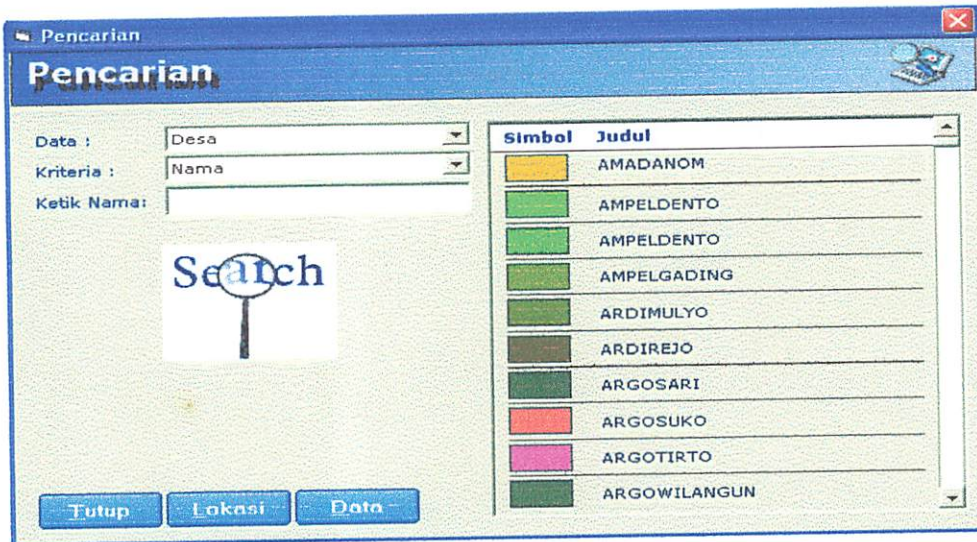 Pencarian
Pencarian
Data :
Desa
Kriteria :
Nama
Ketik Nama:
Search
Tutup
Lokasi
Data
Simbol Judul
AMADANOM
AMPELDENTO
AMPELDENTO
AMPELGADING
ARDIMULYO
ARDIREJO
ARGOSARI
ARGOSUKO
ARGOTIRTO
ARGOWILANGUN